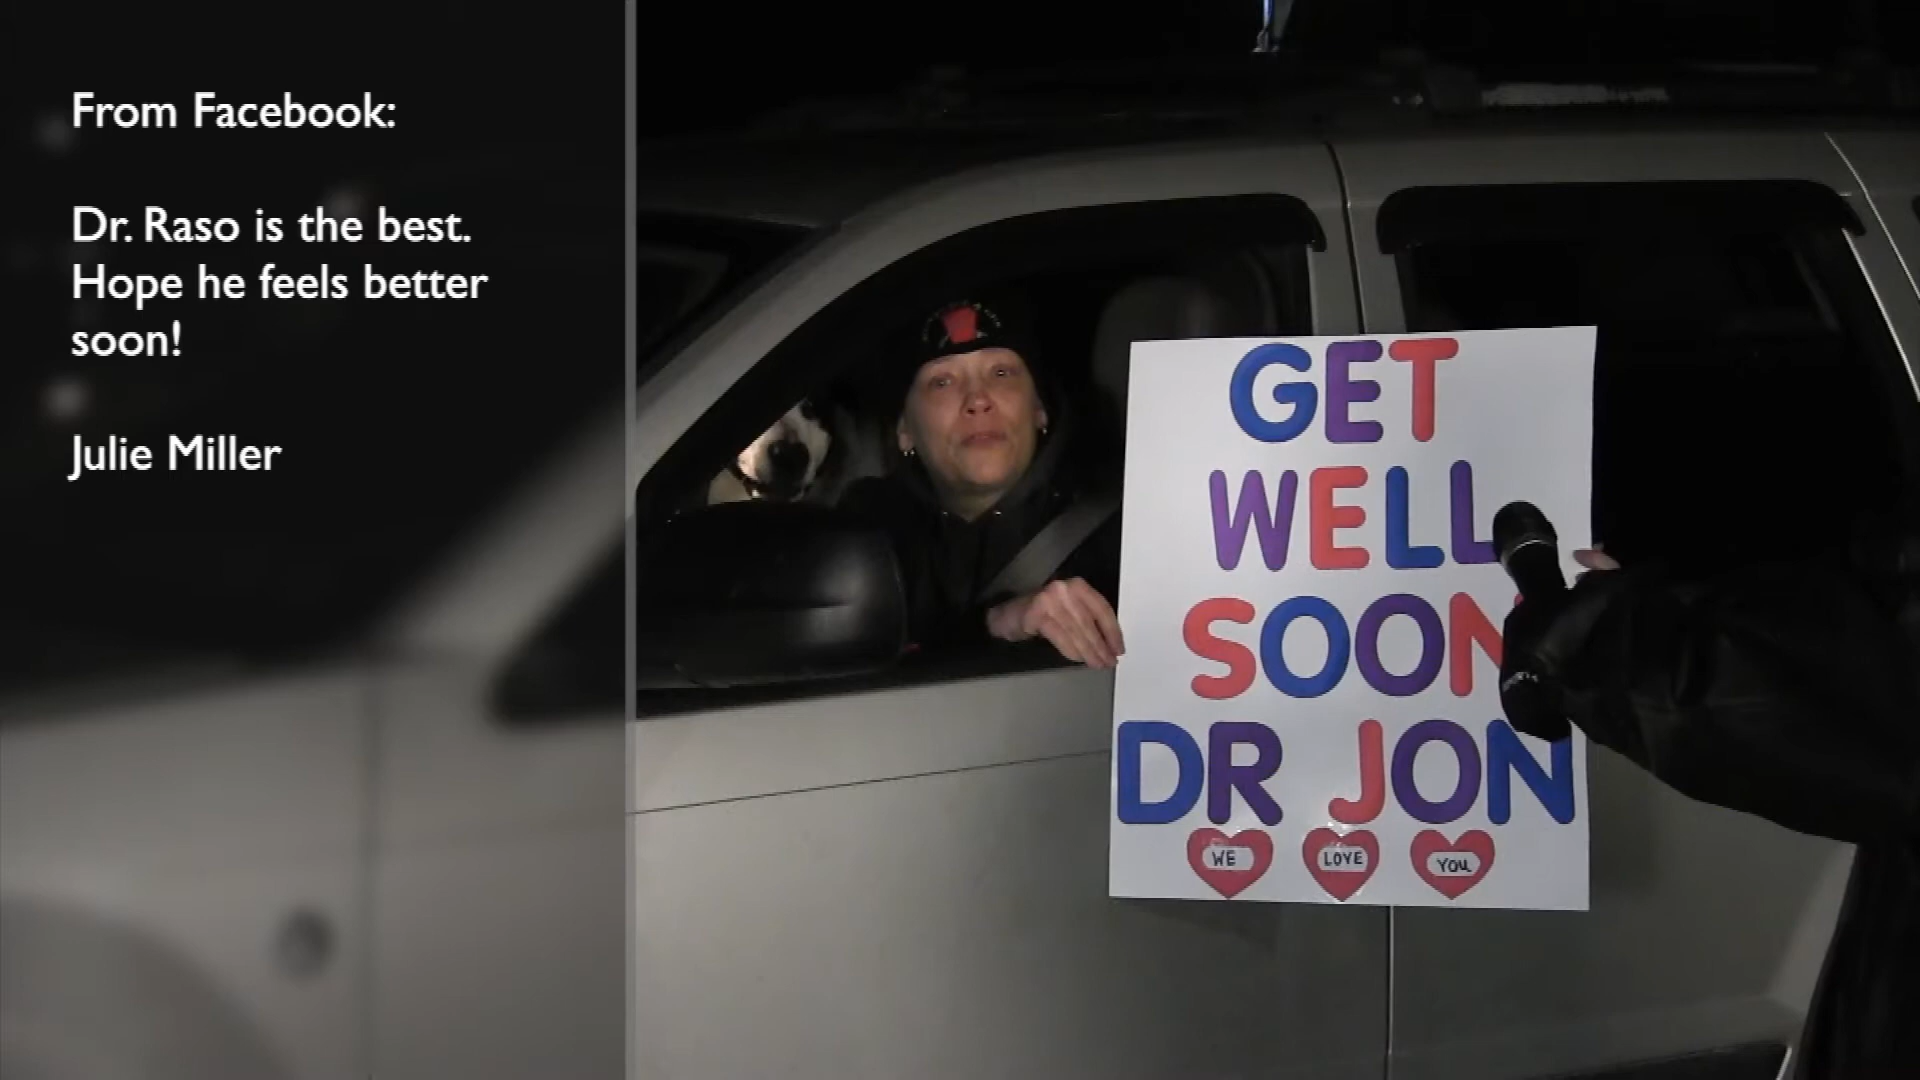 From Facebook:
Dr. Raso is the best.
Hope he feels better
soon!
Julie Miller
GET
WELL
SOON
DR JON
WE LOVE YOU